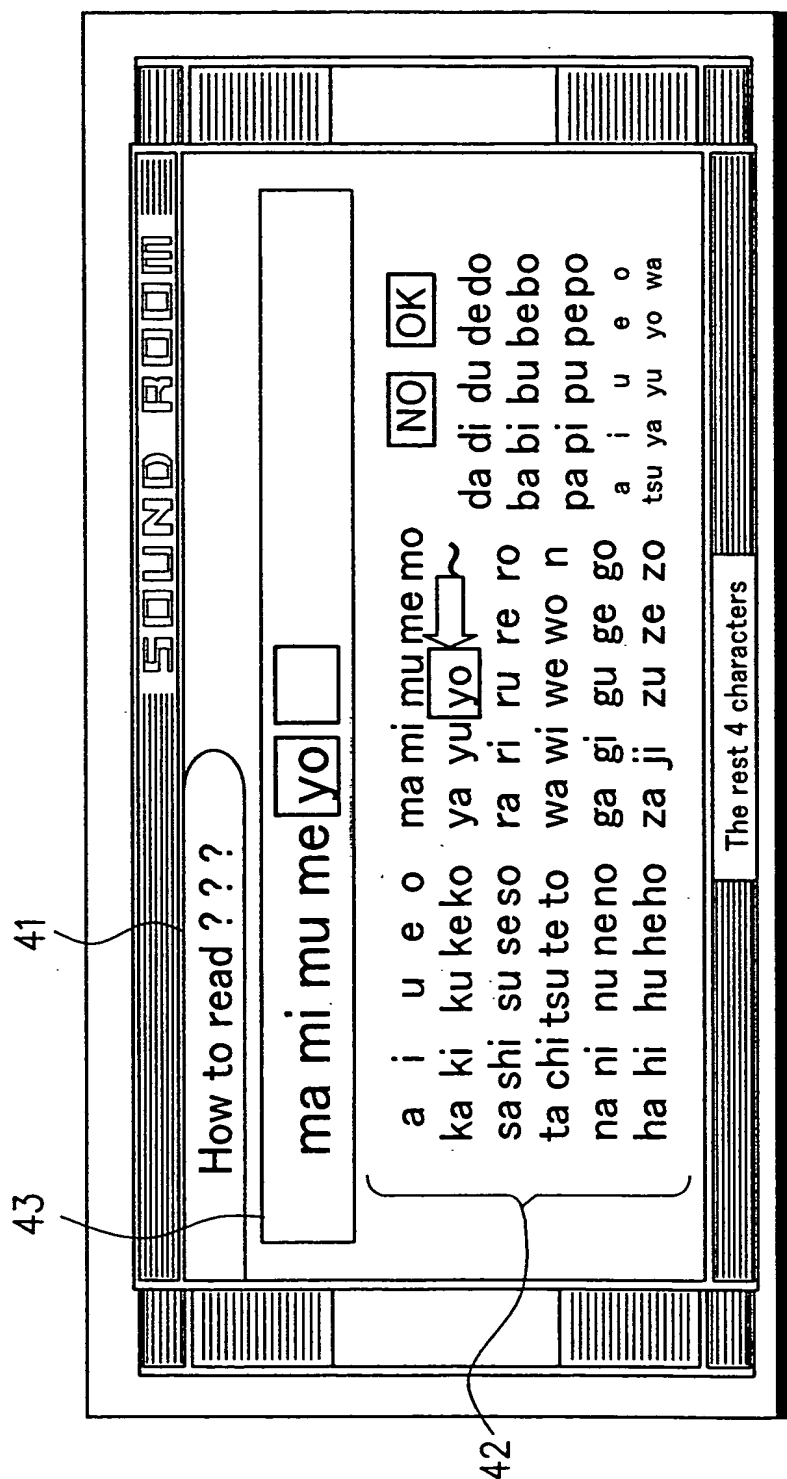 SOUND ROOM
41
How to read ? ? ?
43
ma mi mu me yo
NO OK
a i u e o ma mi mu me mo
ka ki ku ke ko ya yu yo ~ da di du de do
sa shi su se so ra ri ru re ro ba bi bu be bo
ta chi tsu te to wa wi we wo n pa pi pu pe po
na ni nu ne no ga gi gu ge go a i u e o
ha hi hu he ho za ji zu ze zo tsu ya yu yo wa
42
The rest 4 characters